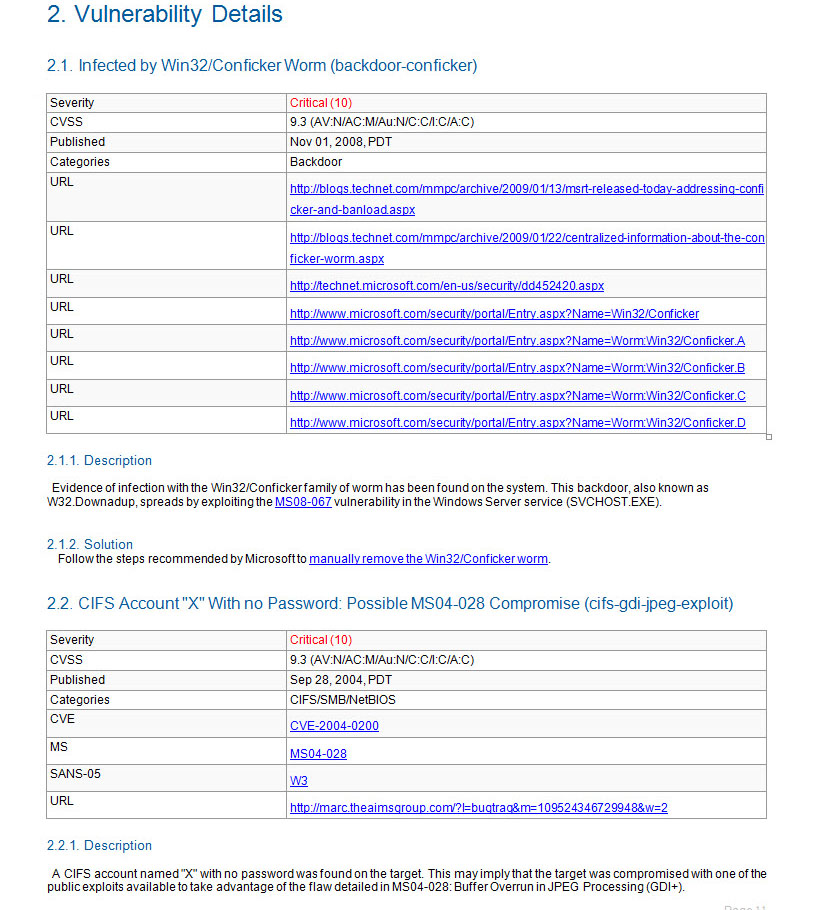 2. Vulnerability Details
2.1. Infected by Win32/Conficker Worm (backdoor-conficker)
Severity Critical (10)
CVSS 9.3 (AV:N/AC:M/Au:N/C:C/I:C/A:C)
Published Nov 01, 2008, PDT
Categories Backdoor
URL http://blogs.technet.com/mmpc/archive/2009/01/13/msrt-released-today-addressing-confi
cker-and-banload.aspx
URL http://blogs.technet.com/mmpc/archive/2009/01/22/centralized-information-about-the-con
ficker-worm.aspx
URL http://technet.microsoft.com/en-us/security/dd452420.aspx
URL http://www.microsoft.com/security/portal/Entry.aspx?Name=Win32/Conficker
URL http://www.microsoft.com/security/portal/Entry.aspx?Name=Worm:Win32/Conficker.A
URL http://www.microsoft.com/security/portal/Entry.aspx?Name=Worm:Win32/Conficker.B
URL http://www.microsoft.com/security/portal/Entry.aspx?Name=Worm:Win32/Conficker.C
URL http://www.microsoft.com/security/portal/Entry.aspx?Name=Worm:Win32/Conficker.D
2.1.1. Description
Evidence of infection with the Win32/Conficker family of worm has been found on the system. This backdoor, also known as
W32.Downadup, spreads by exploiting the MS08-067 vulnerability in the Windows Server service (SVCHOST.EXE).
2.1.2. Solution
Follow the steps recommended by Microsoft to manually remove the Win32/Conficker worm.
2.2. CIFS Account "X" With no Password: Possible MS04-028 Compromise (cifs-gdi-jpeg-exploit)
Severity Critical (10)
CVSS 9.3 (AV:N/AC:M/Au:N/C:C/I:C/A:C)
Published Sep 28, 2004, PDT
Categories CIFS/SMB/NetBIOS
CVE CVE-2004-0200
MS MS04-028
SANS-05 W3
URL http://marc.theaimsgroup.com/?l=bugtraq&m=109524346729948&w=2
2.2.1. Description
A CIFS account named "X" with no password was found on the target. This may imply that the target was compromised with one of the
public exploits available to take advantage of the flaw detailed in MS04-028: Buffer Overrun in JPEG Processing (GDI+).